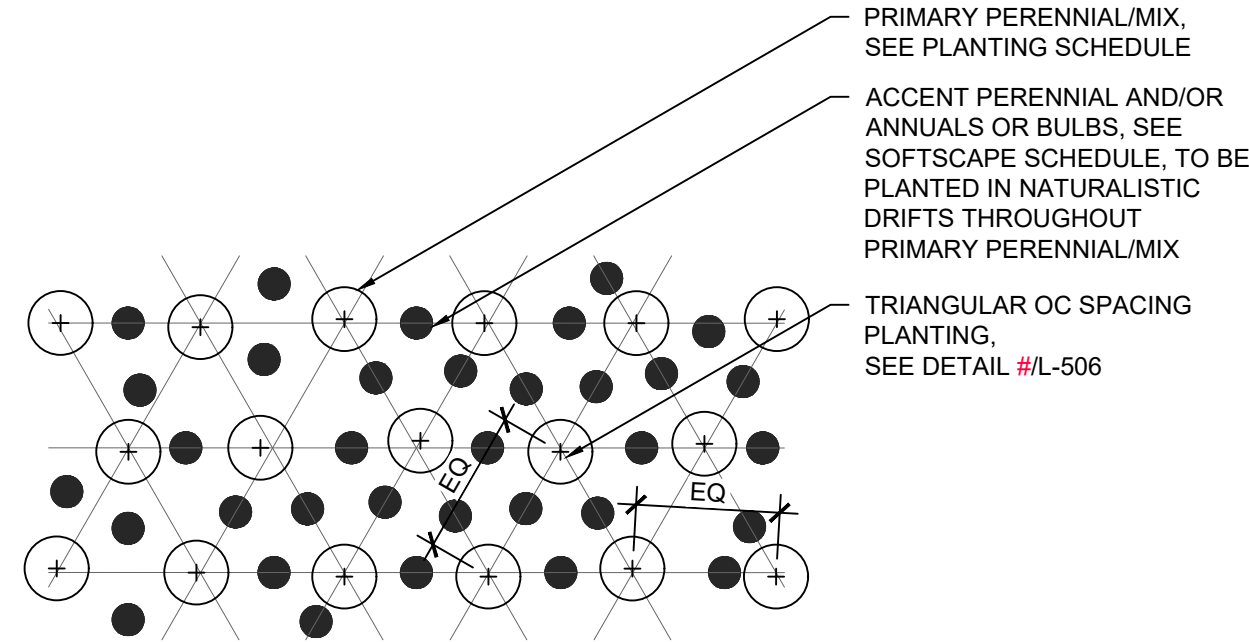 PRIMARY PERENNIAL/MIX,
SEE PLANTING SCHEDULE
ACCENT PERENNIAL AND/OR
ANNUALS OR BULBS, SEE
SOFTSCAPE SCHEDULE, TO BE
PLANTED IN NATURALISTIC
DRIFTS THROUGHOUT
PRIMARY PERENNIAL/MIX
TRIANGULAR OC SPACING
PLANTING,
SEE DETAIL #/L-506
EQ
EQ